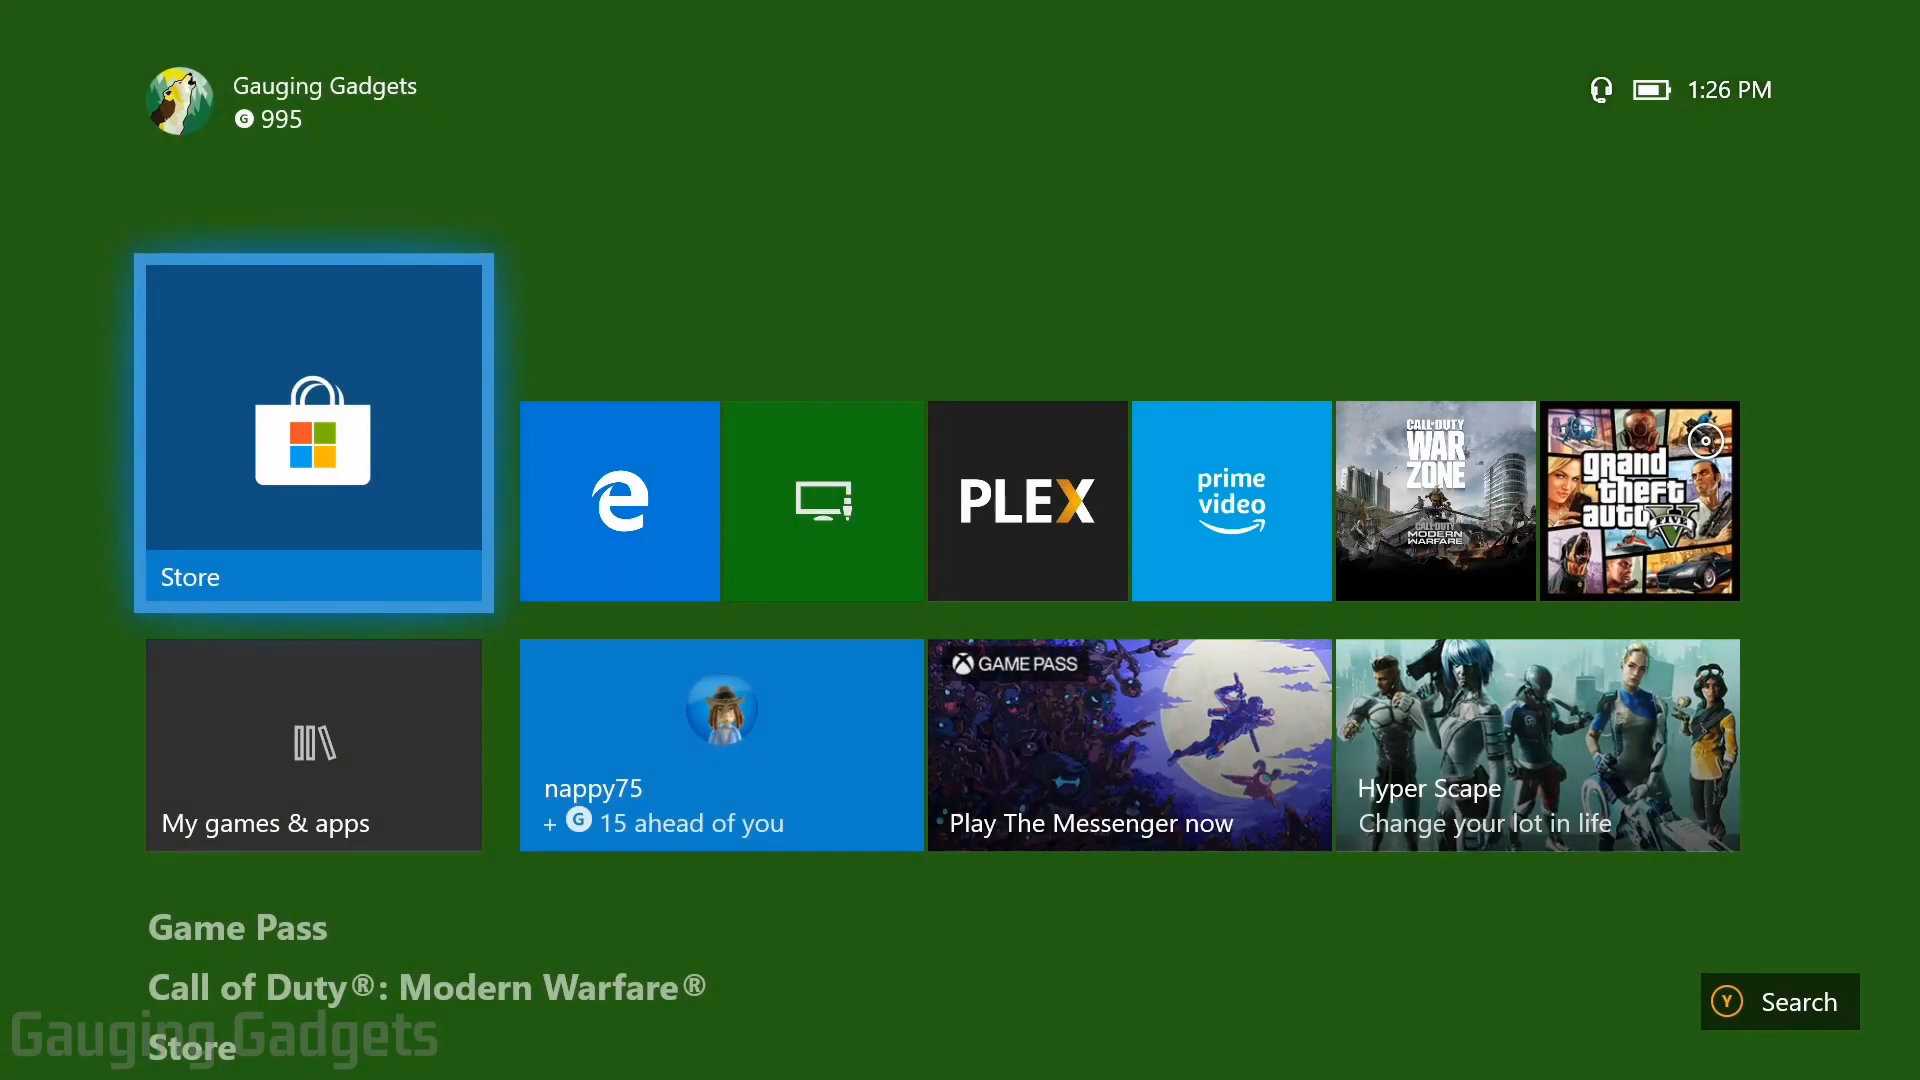 Gauging Gadgets
G 995
1:26 PM
Store
e
PLEX
prime
video
CALL OF DUTY
WAR
ZONE
CALL OF DUTY
MODERN
WARFARE
grand
theft
auto
FIVE
My games & apps
nappy75
+ G 15 ahead of you
GAME PASS
Play The Messenger now
Hyper Scape
Change your lot in life
Game Pass
Call of Duty®: Modern Warfare®
Store
Y Search
Gauging Gadgets